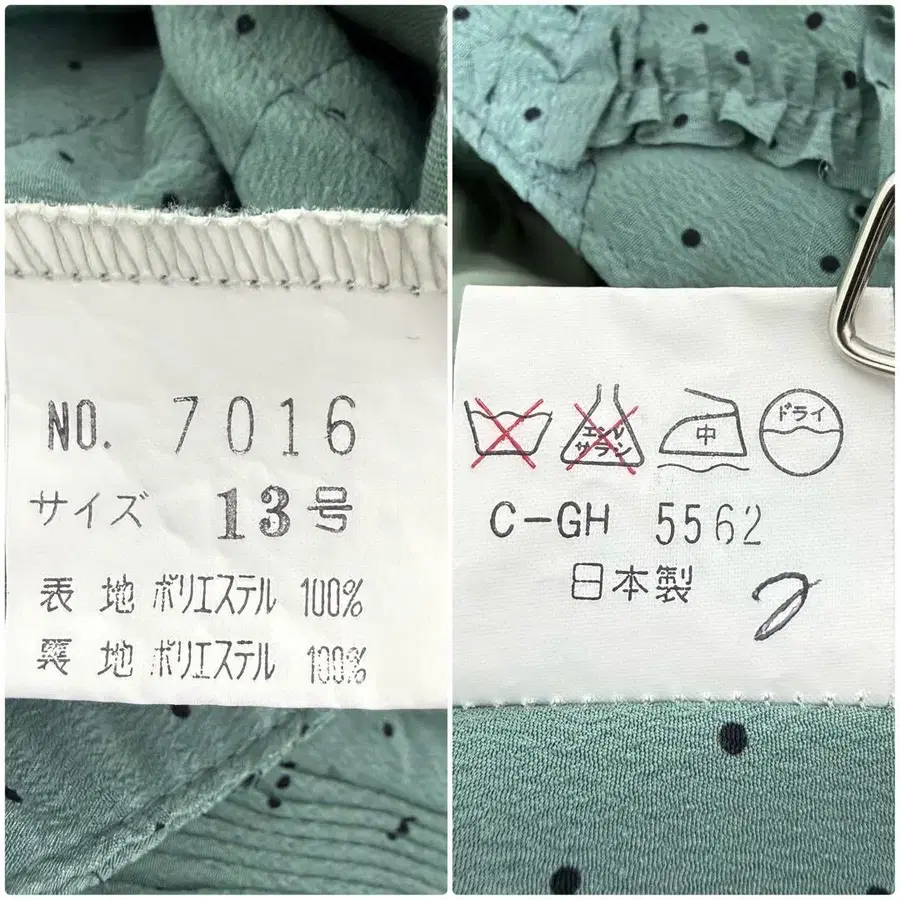 NO. 7016
サイズ 13号
表地 ポリエステル 100%
裏地 ポリエステル 100%
エンソ
サラシ
中
ドライ
C-GH 5562
日本製